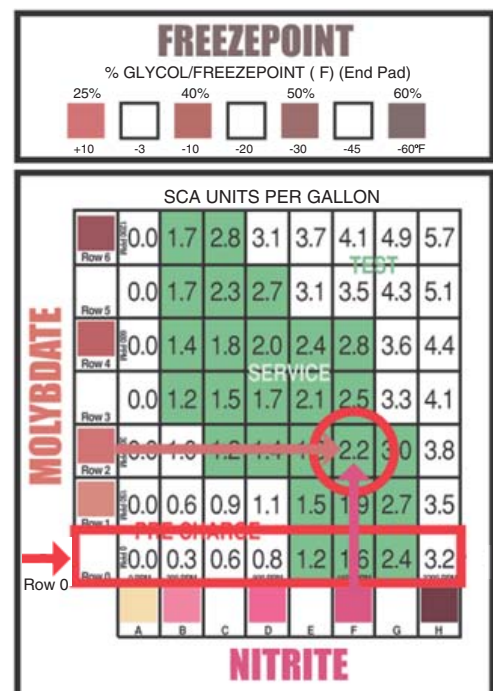 FREEZEPOINT
% GLYCOL/FREEZEPOINT ( F) (End Pad)
25% 40% 50% 60%
+10 -3 -10 -20 -30 -45 -60ºF
SCA UNITS PER GALLON
MOLYBDATE
Row 6 0.0 1.7 2.8 3.1 3.7 4.1 4.9 5.7
TEST
Row 5 0.0 1.7 2.3 2.7 3.1 3.5 4.3 5.1
Row 4 0.0 1.4 1.8 2.0 2.4 2.8 3.6 4.4
SERVICE
Row 3 0.0 1.2 1.5 1.7 2.1 2.5 3.3 4.1
Row 2 2.2 3.0 3.8
Row 1 0.0 0.6 0.9 1.1 1.5 1.9 2.7 3.5
PRE CHARGE
Row 0 0.0 0.3 0.6 0.8 1.2 1.6 2.4 3.2
Row 0
A B C D E F G H
NITRITE